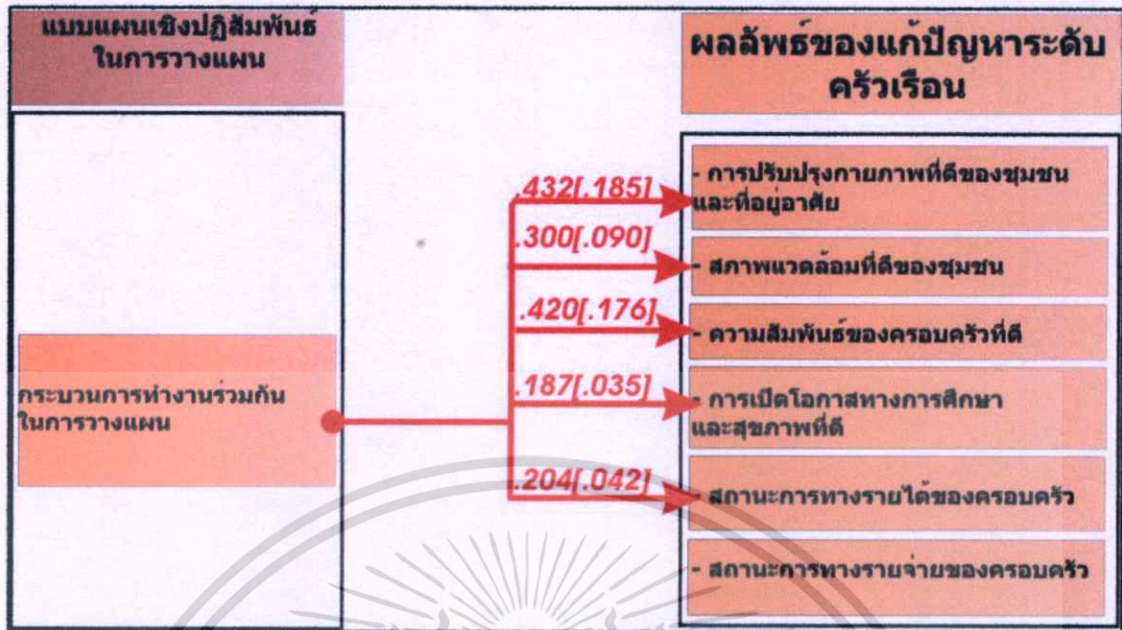 แบบแผนเชิงปฏิสัมพันธ์
ในการวางแผน
ผลลัพธ์ของแก้ปัญหาระดับ
ครัวเรือน
กระบวนการทำงานร่วมกัน
ในการวางแผน
.432[.185]
.300[.090]
.420[.176]
.187[.035]
.204[.042]
- การปรับปรุงกายภาพที่ดีของชุมชน
และที่อยู่อาศัย
- สภาพแวดล้อมที่ดีของชุมชน
- ความสัมพันธ์ของครอบครัวที่ดี
- การเปิดโอกาสทางการศึกษา
และสุขภาพที่ดี
- สถานะการทางรายได้ของครอบครัว
- สถานะการทางรายจ่ายของครอบครัว